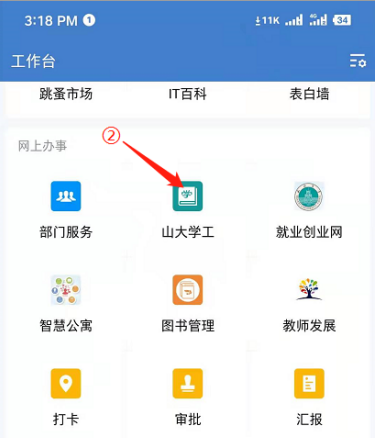 3:18 PM 1 11K 4G 34
工作台
跳蚤市场 IT百科 表白墙
网上办事
②
部门服务 山大学工 就业创业网
智慧公寓 图书管理 教师发展
打卡 审批 汇报